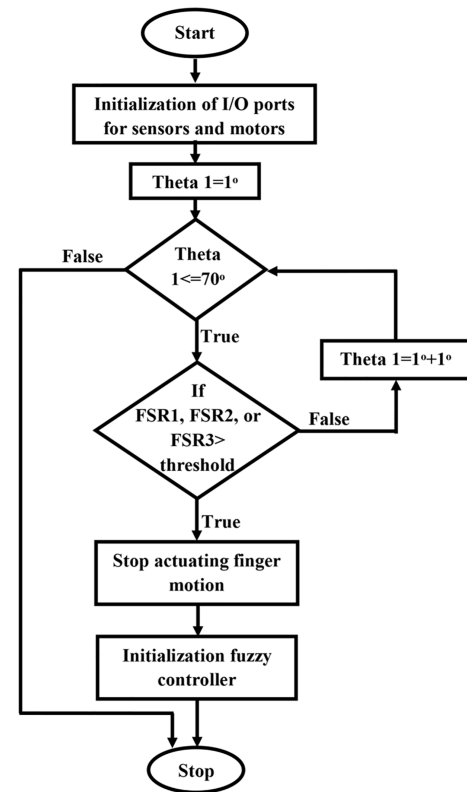 Start
Initialization of I/O ports
for sensors and motors
Theta 1=1º
False
Theta
1<=70º
True
Theta 1=1º+1º
If
FSR1, FSR2, or
FSR3>
threshold
False
True
Stop actuating finger
motion
Initialization fuzzy
controller
Stop